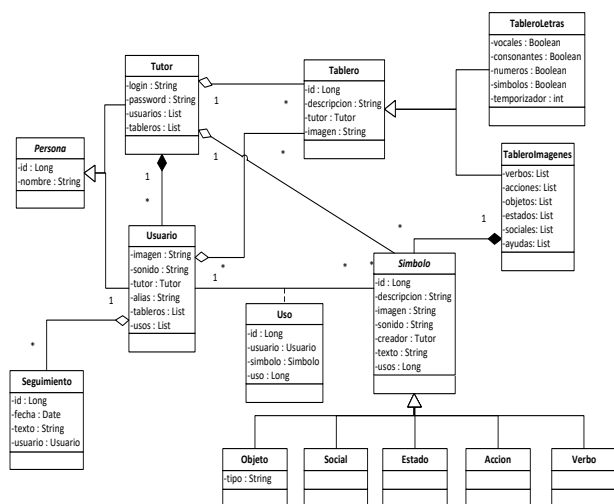 TableroLetras
-vocales : Boolean
-consonantes : Boolean
-numeros : Boolean
-simbolos : Boolean
-temporizador : int
Tutor
-login : String
-password : String
-usuarios : List
-tableros : List
Tablero
-id : Long
-descripcion : String
-tutor : Tutor
-imagen : String
1
*
*
1
Persona
-id : Long
-nombre : String
TableroImagenes
-verbos: List
-acciones: List
-objetos: List
-estados: List
-sociales: List
-ayudas: List
1
*
1
*
Usuario
-imagen : String
-sonido : String
-tutor : Tutor
-alias : String
-tableros : List
-usos : List
*
1
*
*
1
Simbolo
-id : Long
-descripcion : String
-imagen : String
-sonido : String
-creador : Tutor
-texto : String
-usos : Long
Uso
-id : Long
-usuario : Usuario
-simbolo : Simbolo
-uso : Long
*
Seguimiento
-id : Long
-fecha : Date
-texto : String
-usuario : Usuario
Objeto
-tipo : String
Social
Estado
Accion
Verbo